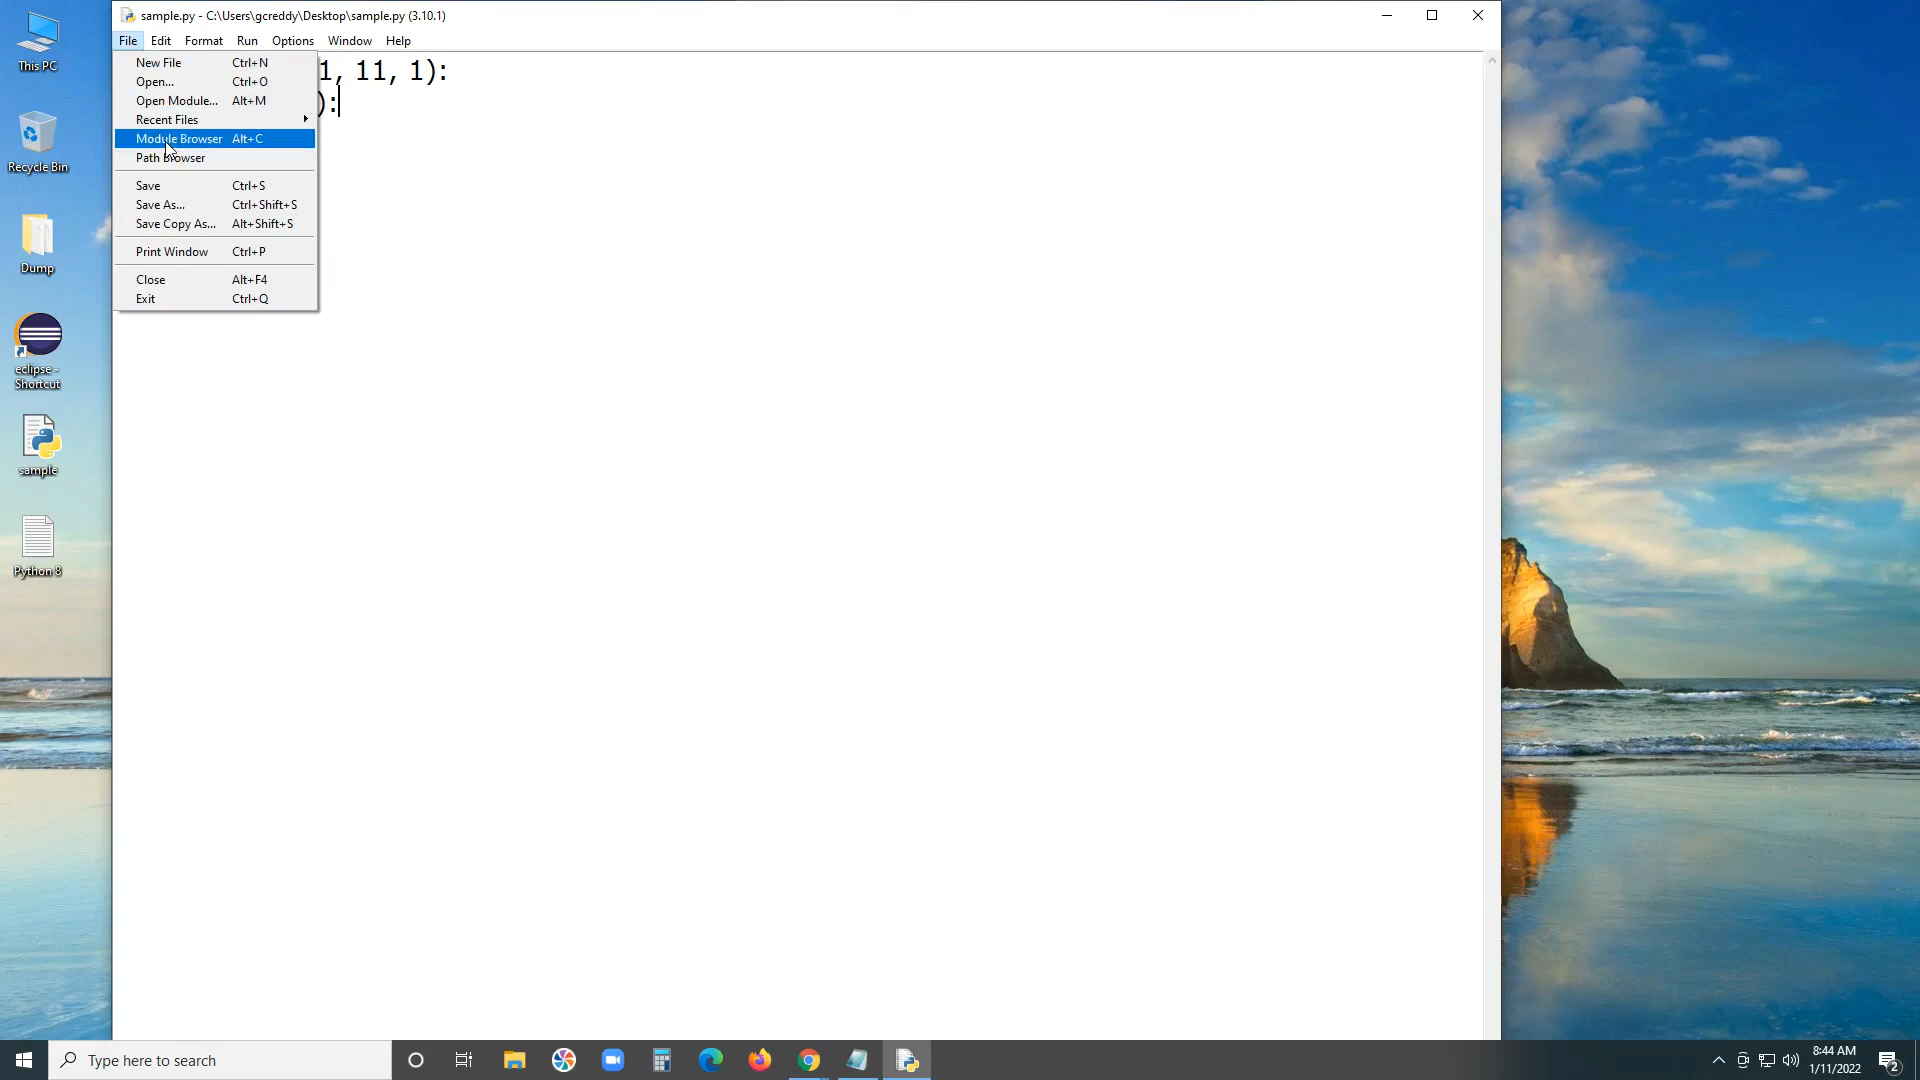 sample.py - C:\Users\gcreddy\Desktop\sample.py (3.10.1)
File Edit Format Run Options Window Help
1, 11, 1):
):
New File Ctrl+N
Open... Ctrl+O
Open Module... Alt+M
Recent Files
Module Browser Alt+C
Path Browser
Save Ctrl+S
Save As... Ctrl+Shift+S
Save Copy As... Alt+Shift+S
Print Window Ctrl+P
Close Alt+F4
Exit Ctrl+Q
This PC
Recycle Bin
Dump
eclipse -
Shortcut
sample
Python 8
Type here to search
8:44 AM
1/11/2022
2